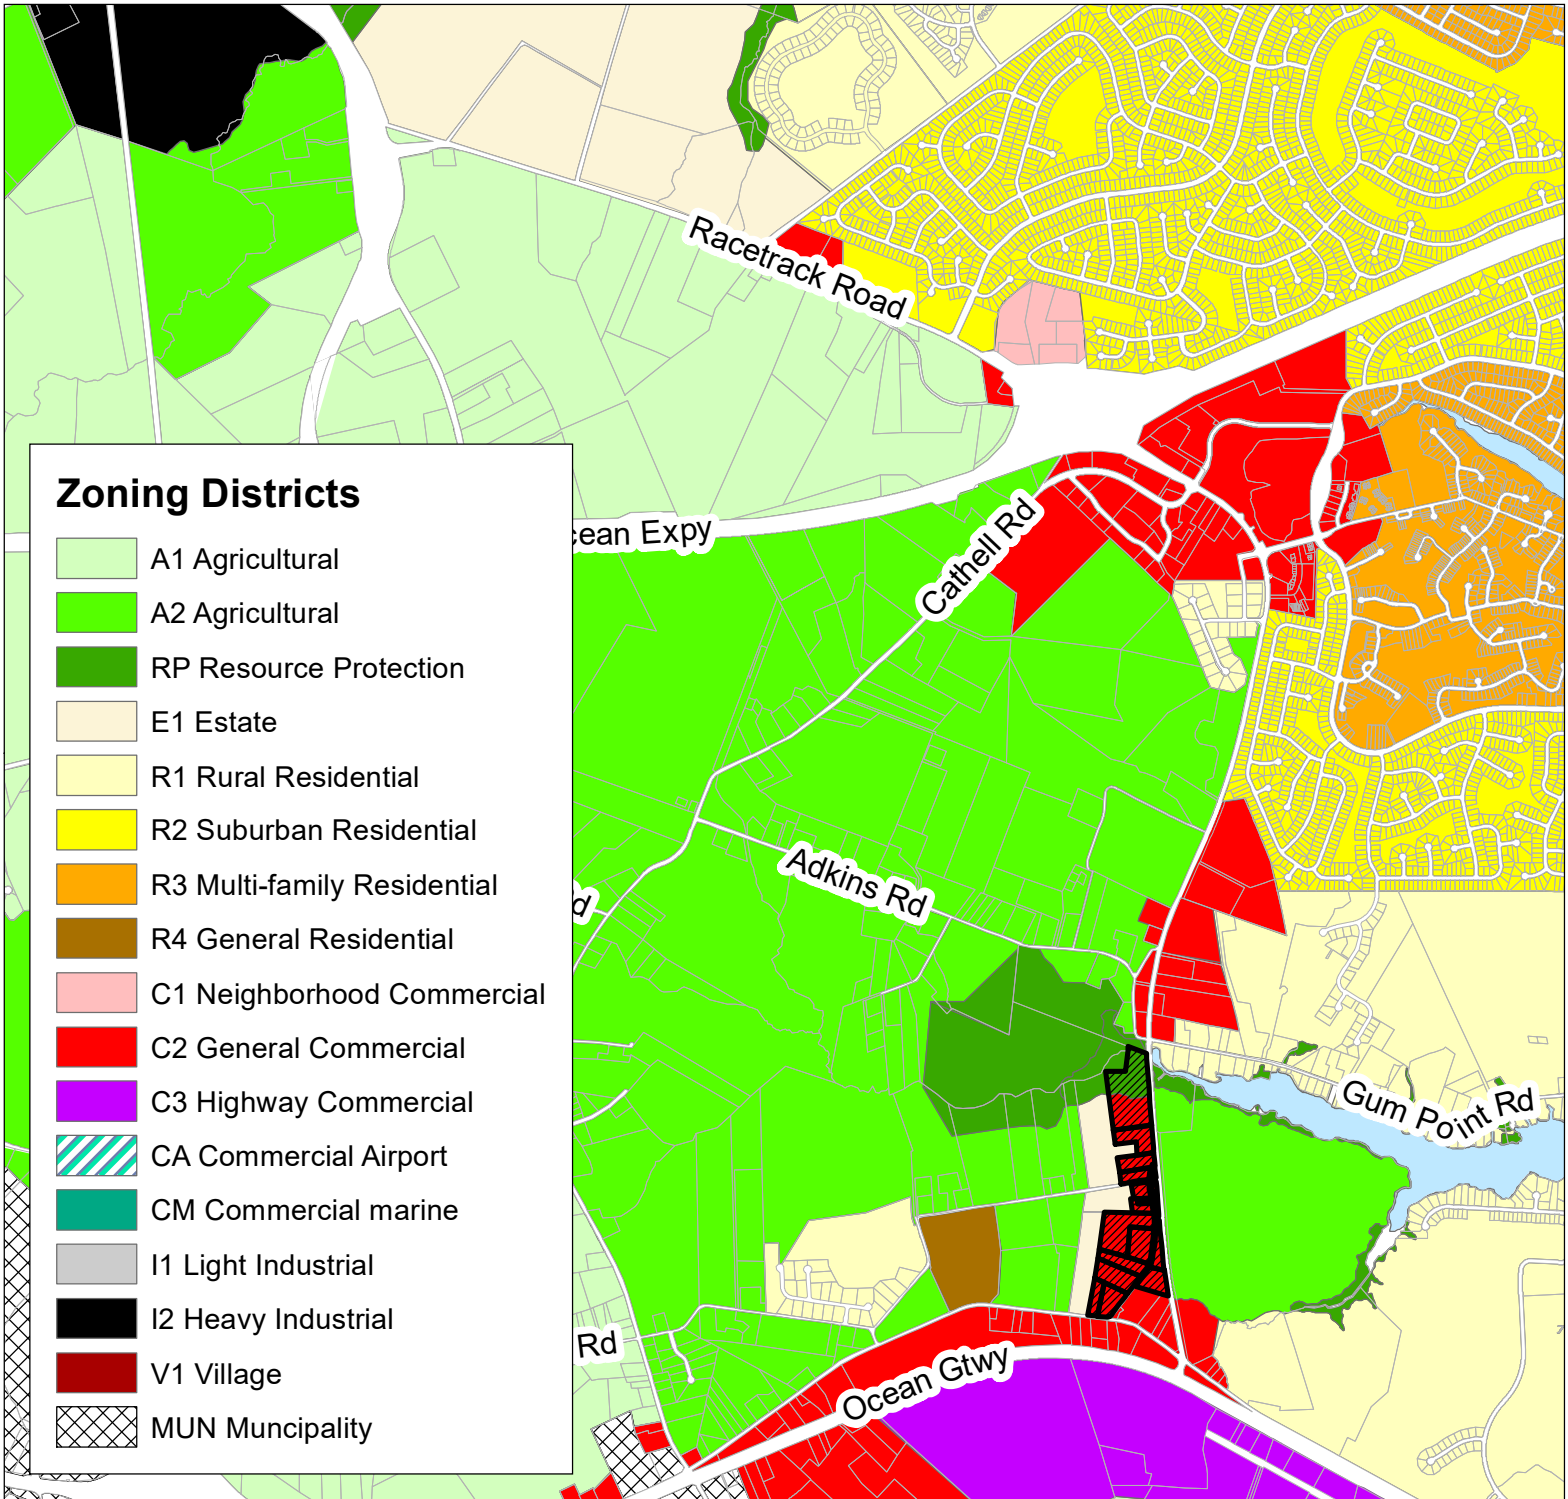 Racetrack Road
cean Expy
Cathell Rd
Adkins Rd
d
Gum Point Rd
Rd
Ocean Gtwy
Zoning Districts
A1 Agricultural
A2 Agricultural
RP Resource Protection
E1 Estate
R1 Rural Residential
R2 Suburban Residential
R3 Multi-family Residential
R4 General Residential
C1 Neighborhood Commercial
C2 General Commercial
C3 Highway Commercial
CA Commercial Airport
CM Commercial marine
I1 Light Industrial
I2 Heavy Industrial
V1 Village
MUN Muncipality